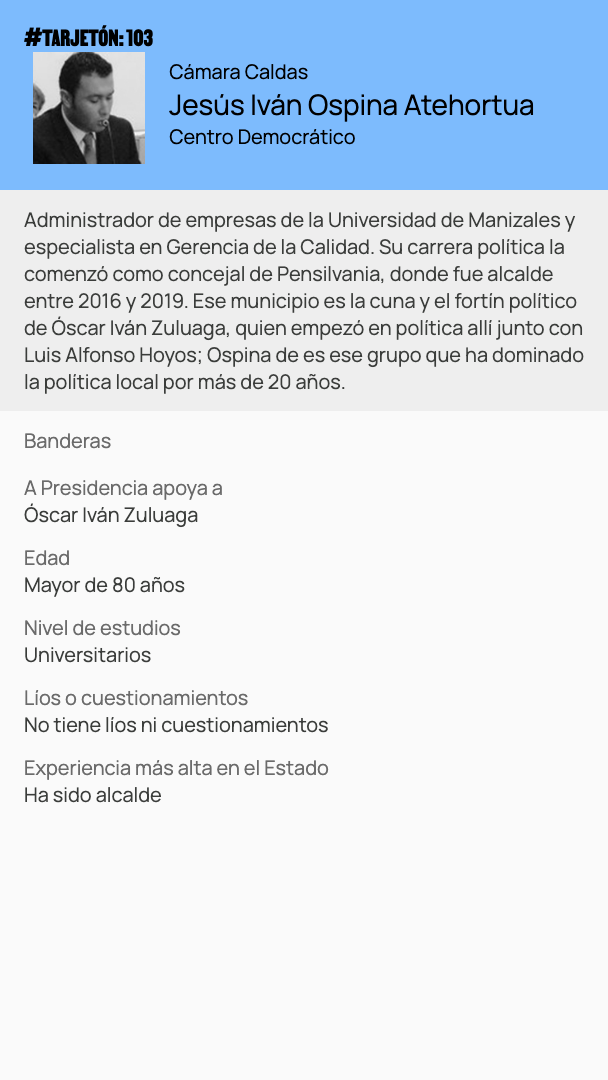 #TARJETÓN: 103
Cámara Caldas
Jesús Iván Ospina Atehortua
Centro Democrático
Administrador de empresas de la Universidad de Manizales y
especialista en Gerencia de la Calidad. Su carrera política la
comenzó como concejal de Pensilvania, donde fue alcalde
entre 2016 y 2019. Ese municipio es la cuna y el fortín político
de Óscar Iván Zuluaga, quien empezó en política allí junto con
Luis Alfonso Hoyos; Ospina de es ese grupo que ha dominado
la política local por más de 20 años.
Banderas
A Presidencia apoya a
Óscar Iván Zuluaga
Edad
Mayor de 80 años
Nivel de estudios
Universitarios
Líos o cuestionamientos
No tiene líos ni cuestionamientos
Experiencia más alta en el Estado
Ha sido alcalde